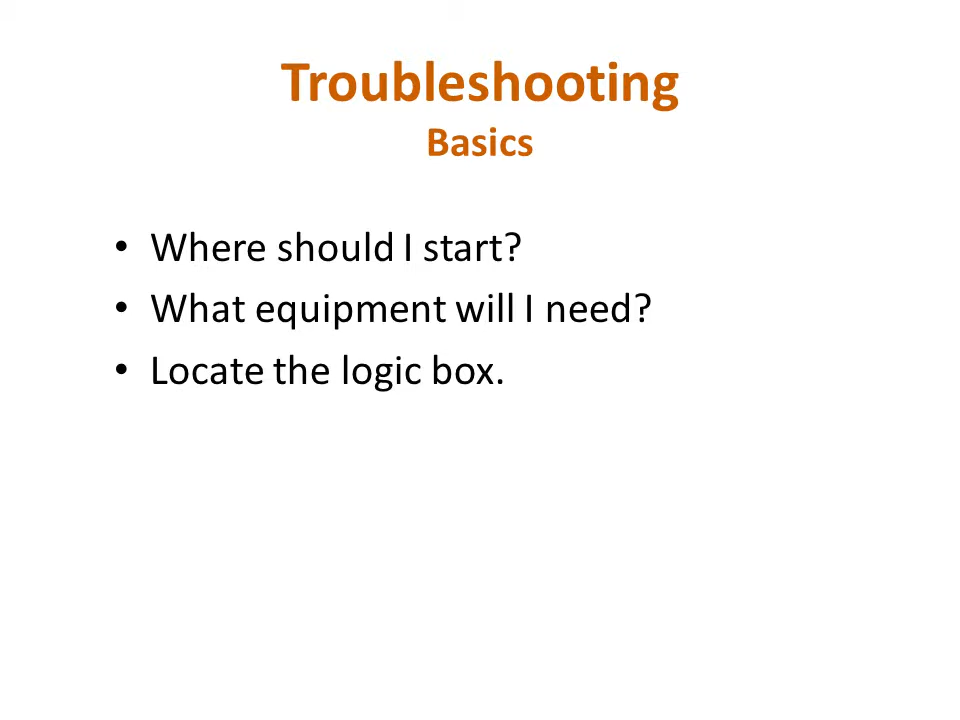 Troubleshooting
Basics
• Where should I start?
• What equipment will I need?
• Locate the logic box.